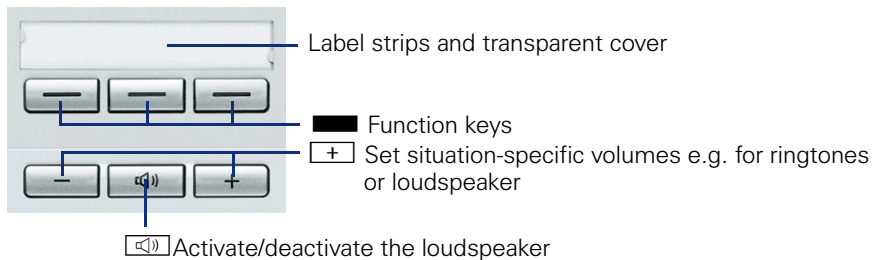 Label strips and transparent cover
Function keys
+ Set situation-specific volumes e.g. for ringtones
or loudspeaker
− +
Activate/deactivate the loudspeaker